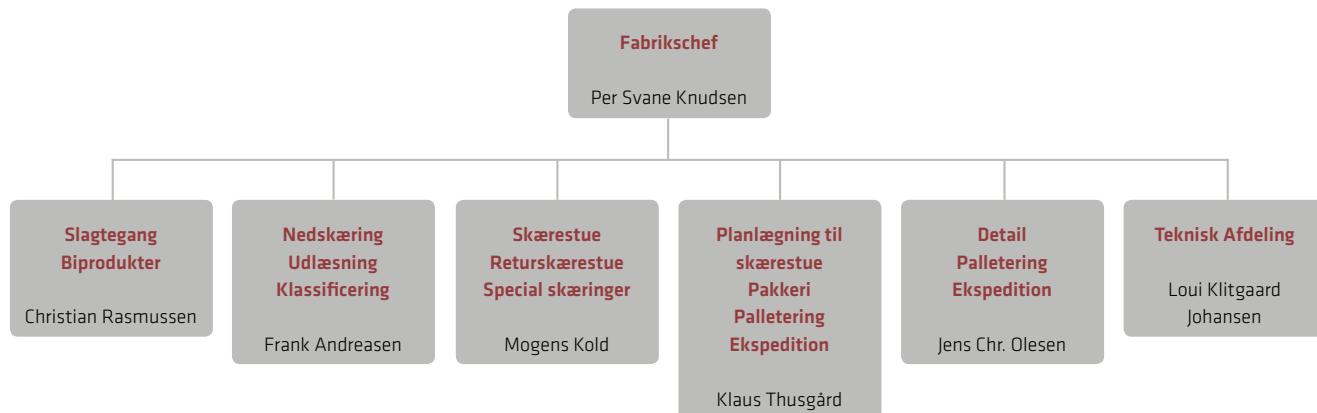 Fabrikschef
Per Svane Knudsen
Slagtegang
Biprodukter
Christian Rasmussen
Nedskæring
Udlæsning
Klassificering
Frank Andreasen
Skærestue
Returskærestue
Special skæringer
Mogens Kold
Planlægning til
skærestue
Pakkeri
Palletering
Ekspedition
Klaus Thusgård
Detail
Palletering
Ekspedition
Jens Chr. Olesen
Teknisk Afdeling
Loui Klitgaard
Johansen